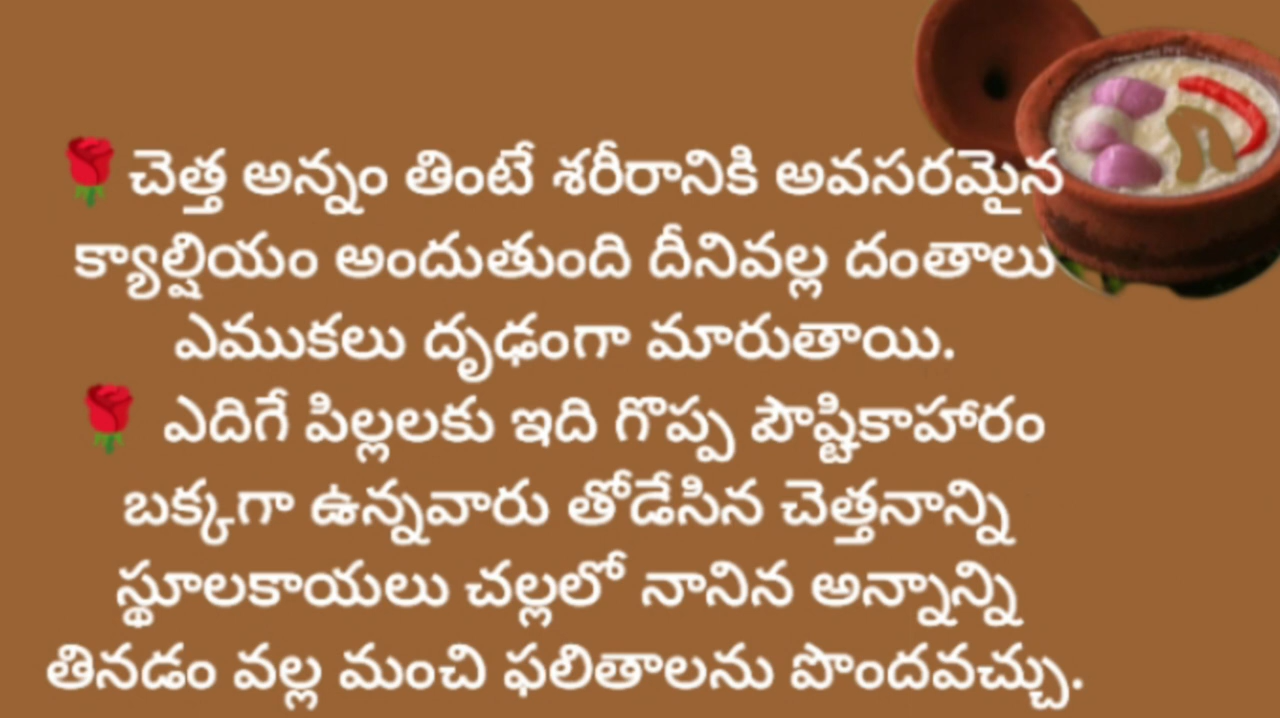 🌹చెత్త అన్నం తింటే శరీరానికి అవసరమైన
క్యాల్షియం అందుతుంది దీనివల్ల దంతాలు
ఎముకలు దృఢంగా మారుతాయి.
🌹 ఎదిగే పిల్లలకు ఇది గొప్ప పౌష్టికాహారం
బక్కగా ఉన్నవారు తోడేసిన చెత్తనాన్ని
స్థూలకాయలు చల్లలో నానిన అన్నాన్ని
తినడం వల్ల మంచి ఫలితాలను పొందవచ్చు.